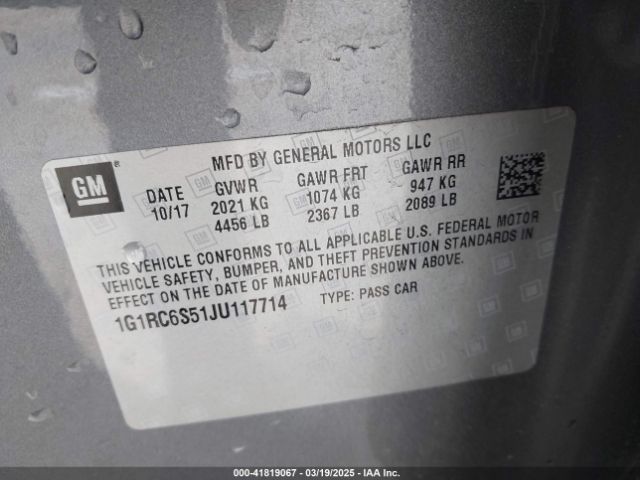 MFD BY GENERAL MOTORS LLC
GM
DATE GVWR GAWR FRT GAWR RR
10/17 2021 KG 1074 KG 947 KG
4456 LB 2367 LB 2089 LB
THIS VEHICLE CONFORMS TO ALL APPLICABLE U.S. FEDERAL MOTOR
VEHICLE SAFETY, BUMPER, AND THEFT PREVENTION STANDARDS IN
EFFECT ON THE DATE OF MANUFACTURE SHOWN ABOVE.
1G1RC6S51JU117714 TYPE: PASS CAR
000-41819067 - 03/19/2025 - IAA Inc.